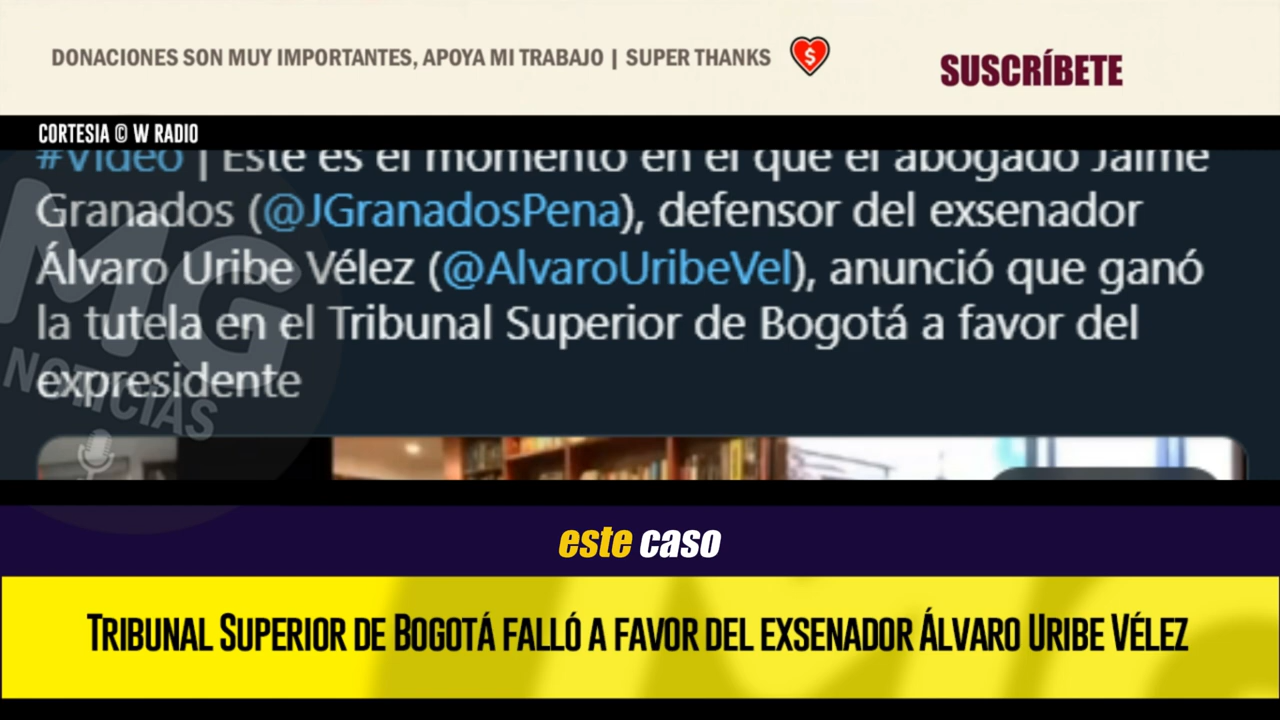 DONACIONES SON MUY IMPORTANTES, APOYA MI TRABAJO | SUPER THANKS $
SUSCRÍBETE
CORTESIA © W RADIO
#Video | Este es el momento en el que el abogado Jaime
Granados (@JGranadosPena), defensor del exsenador
Álvaro Uribe Vélez (@AlvaroUribeVel), anunció que ganó
la tutela en el Tribunal Superior de Bogotá a favor del
expresidente
MG
NOTICIAS
este caso
TRIBUNAL SUPERIOR DE BOGOTÁ FALLÓ A FAVOR DEL EXSENADOR ÁLVARO URIBE VÉLEZ